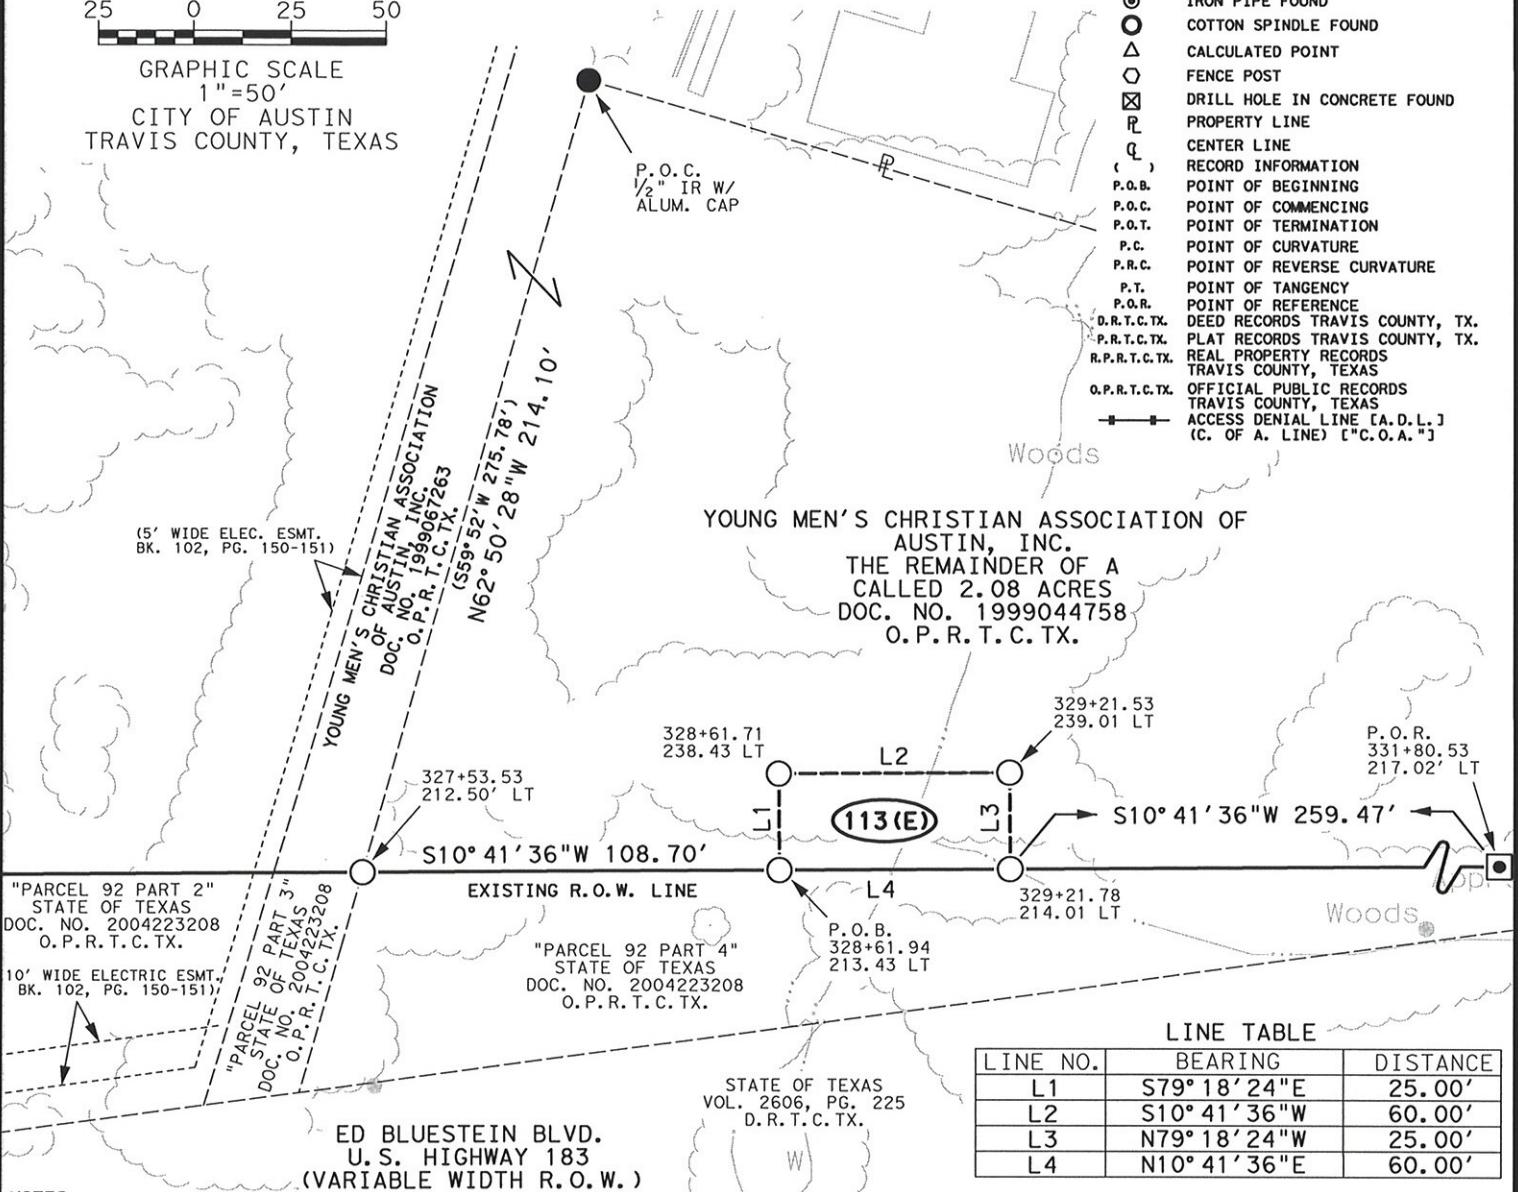 25 0 25 50
GRAPHIC SCALE
1"=50'
CITY OF AUSTIN
TRAVIS COUNTY, TEXAS
IRON PIPE FOUND
COTTON SPINDLE FOUND
CALCULATED POINT
FENCE POST
DRILL HOLE IN CONCRETE FOUND
PROPERTY LINE
CENTER LINE
( ) RECORD INFORMATION
P.O.B. POINT OF BEGINNING
P.O.C. POINT OF COMMENCING
P.O.T. POINT OF TERMINATION
P.C. POINT OF CURVATURE
P.R.C. POINT OF REVERSE CURVATURE
P.T. POINT OF TANGENCY
P.O.R. POINT OF REFERENCE
D.R.T.C.TX. DEED RECORDS TRAVIS COUNTY, TX.
P.R.T.C.TX. PLAT RECORDS TRAVIS COUNTY, TX.
R.P.R.T.C.TX. REAL PROPERTY RECORDS
TRAVIS COUNTY, TEXAS
O.P.R.T.C.TX. OFFICIAL PUBLIC RECORDS
TRAVIS COUNTY, TEXAS
ACCESS DENIAL LINE [A.D.L.]
(C. OF A. LINE) ["C.O.A."]
P.O.C.
1/2" IR W/
ALUM. CAP
(S59°52'W 275.78')
N62°50'28"W 214.10'
YOUNG MEN'S CHRISTIAN ASSOCIATION
OF AUSTIN, INC.
DOC. NO. 1999067263
O.P.R.T.C.TX.
(5' WIDE ELEC. ESMT.
BK. 102, PG. 150-151)
Woods
YOUNG MEN'S CHRISTIAN ASSOCIATION OF
AUSTIN, INC.
THE REMAINDER OF A
CALLED 2.08 ACRES
DOC. NO. 1999044758
O.P.R.T.C.TX.
328+61.71
238.43 LT
329+21.53
239.01 LT
P.O.R.
331+80.53
217.02' LT
327+53.53
212.50' LT
L2
L1
113(E)
L3
S10°41'36"W 259.47'
S10°41'36"W 108.70'
EXISTING R.O.W. LINE
L4
329+21.78
214.01 LT
P.O.B.
328+61.94
213.43 LT
Woods
"PARCEL 92 PART 2"
STATE OF TEXAS
DOC. NO. 2004223208
O.P.R.T.C.TX.
10' WIDE ELECTRIC ESMT.
BK. 102, PG. 150-151)
"PARCEL 92 PART 3"
STATE OF TEXAS
DOC. NO. 2004223208
O.P.R.T.C.TX.
"PARCEL 92 PART 4"
STATE OF TEXAS
DOC. NO. 2004223208
O.P.R.T.C.TX.
STATE OF TEXAS
VOL. 2606, PG. 225
D.R.T.C.TX.
W
ED BLUESTEIN BLVD.
U.S. HIGHWAY 183
(VARIABLE WIDTH R.O.W.)
LINE TABLE
LINE NO. BEARING DISTANCE
L1 S79°18'24"E 25.00'
L2 S10°41'36"W 60.00'
L3 N79°18'24"W 25.00'
L4 N10°41'36"E 60.00'